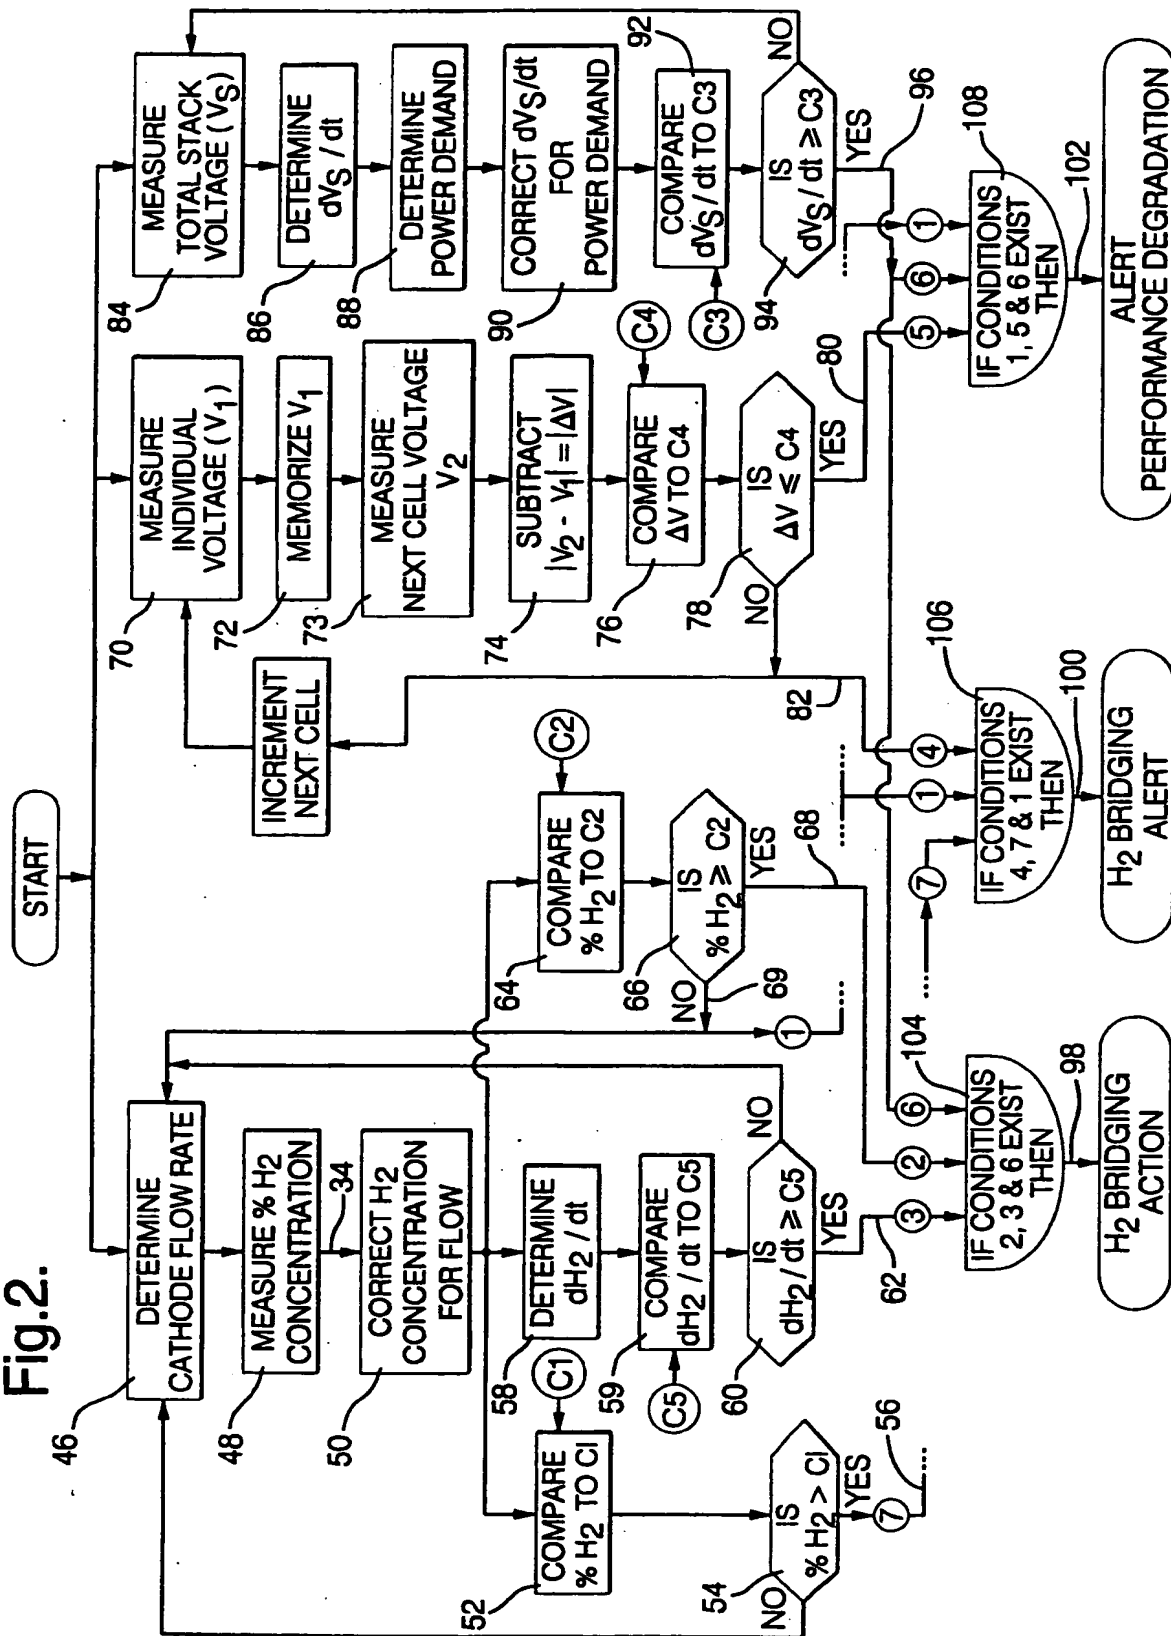 Fig.2.
START
46
DETERMINE
CATHODE FLOW RATE
48
MEASURE % H2
CONCENTRATION
34
50
CORRECT H2
CONCENTRATION
FOR FLOW
C1
52
COMPARE
% H2 TO CI
54
IS
% H2 > CI
NO
YES
7
56
58
DETERMINE
dH2 / dt
59
COMPARE
dH2 / dt TO C5
C5
60
IS
dH2 / dt ≥ C5
NO
YES
62
C2
64
COMPARE
% H2 TO C2
66
IS
% H2 ≥ C2
NO
69
YES
68
1
INCREMENT
NEXT CELL
70
MEASURE
INDIVIDUAL
VOLTAGE (V1)
72
MEMORIZE V1
73
MEASURE
NEXT CELL VOLTAGE
V2
74
SUBTRACT
|V2 - V1| = |ΔV|
C4
76
COMPARE
ΔV TO C4
78
IS
ΔV ≤ C4
NO
YES
80
82
84
MEASURE
TOTAL STACK
VOLTAGE (VS)
86
DETERMINE
dVS / dt
88
DETERMINE
POWER DEMAND
90
CORRECT dVS/dt
FOR
POWER DEMAND
92
COMPARE
dVS/dt TO C3
C3
94
IS
dVS/dt ≥ C3
NO
YES
96
3
2
6
104
IF CONDITIONS
2, 3 & 6 EXIST
THEN
98
H2 BRIDGING
ACTION
7
1
4
106
IF CONDITIONS
4, 7 & 1 EXIST
THEN
100
H2 BRIDGING
ALERT
5
6
1
108
IF CONDITIONS
1, 5 & 6 EXIST
THEN
102
ALERT
PERFORMANCE DEGRADATION